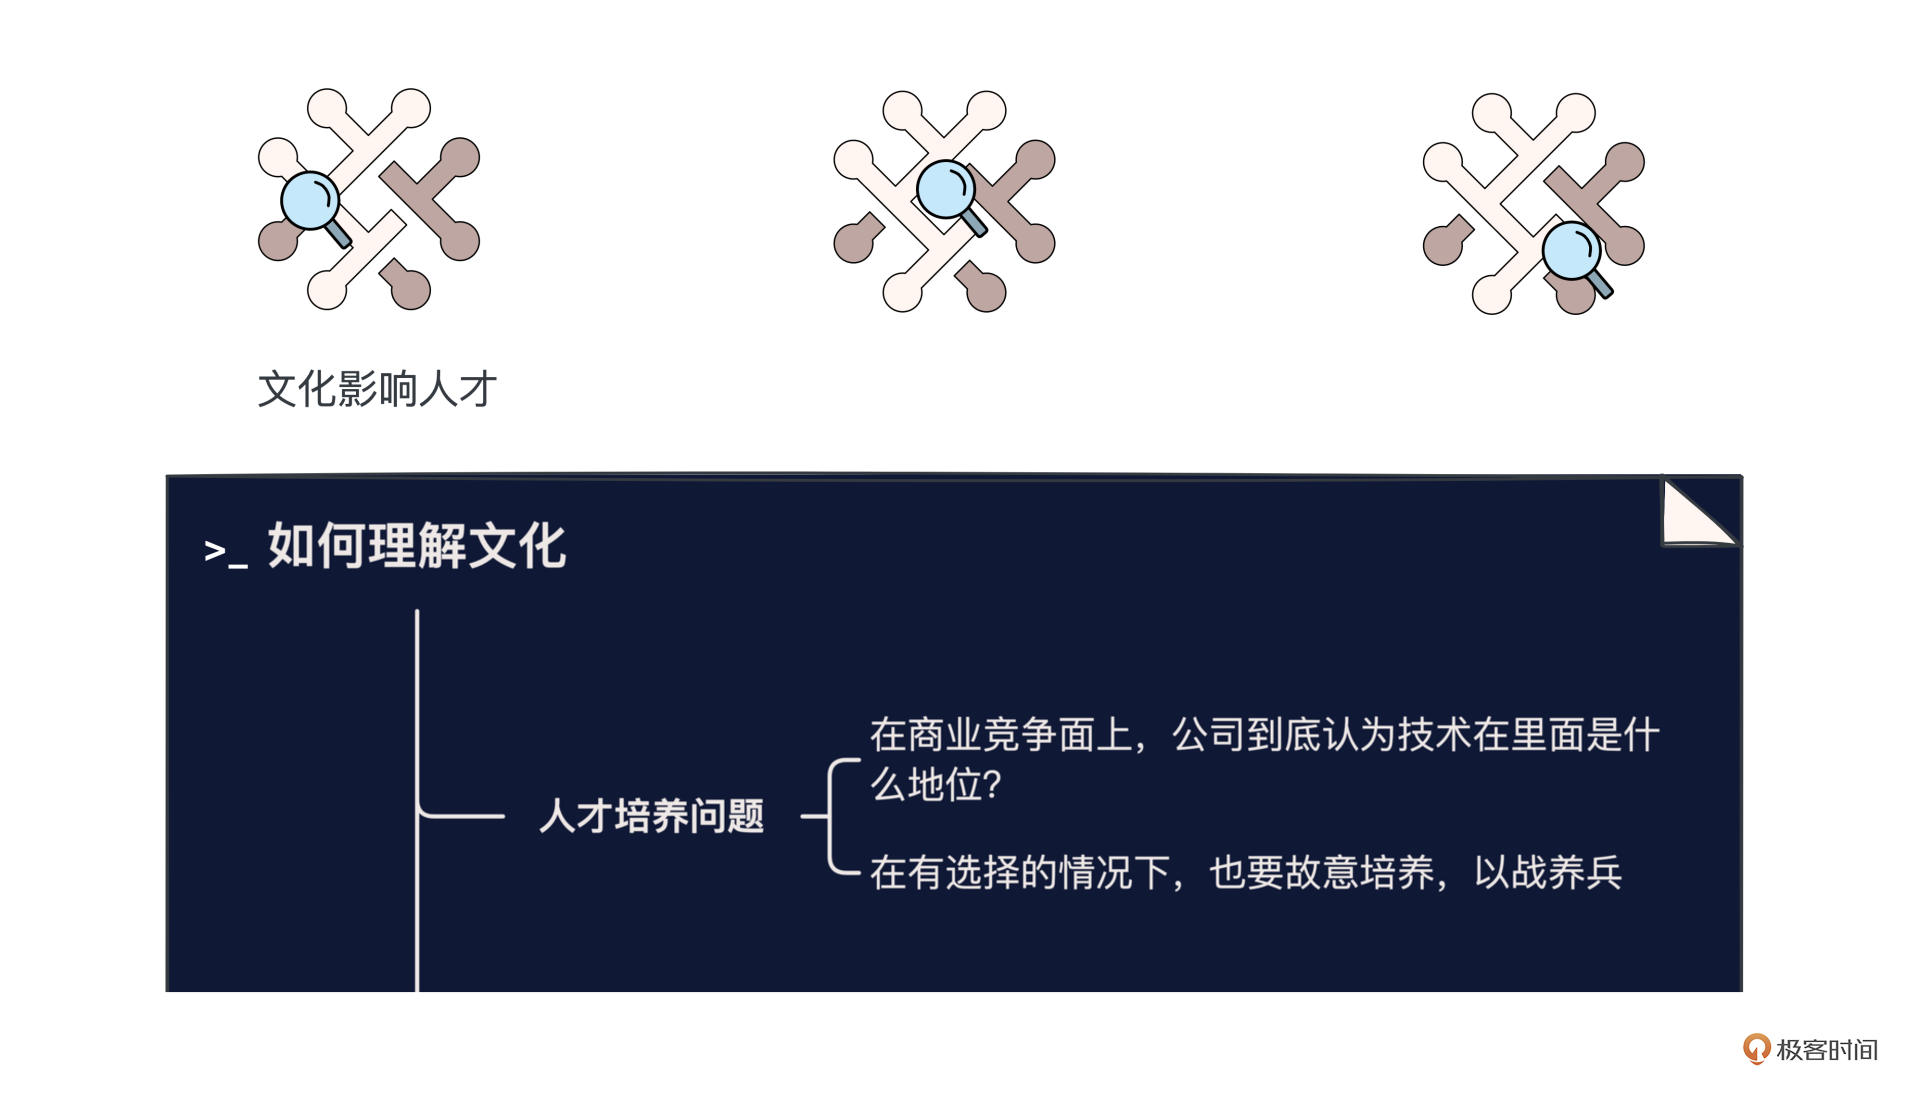 文化影响人才
>_ 如何理解文化
在商业竞争面上，公司到底认为技术在里面是什
么地位？
人才培养问题
在有选择的情况下，也要故意培养，以战养兵
极客时间